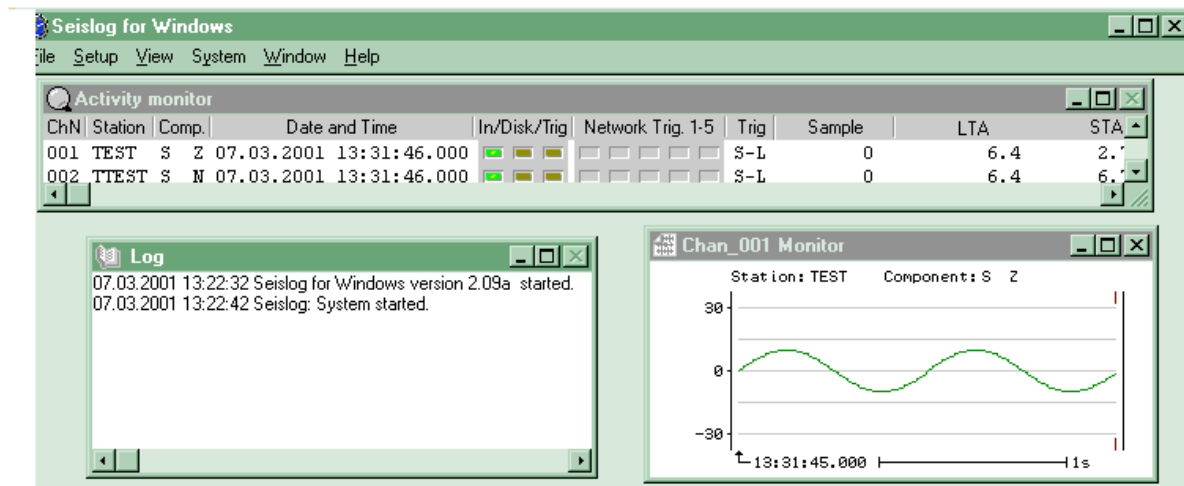 Seislog for Windows
File Setup View System Window Help
Activity monitor
ChN Station Comp. Date and Time In/Disk/Trig Network Trig. 1-5 Trig Sample LTA STA
001 TEST S Z 07.03.2001 13:31:46.000 S-L 0 6.4 2.
002 TTEST S N 07.03.2001 13:31:46.000 S-L 0 6.4 6.
Log
07.03.2001 13:22:32 Seislog for Windows version 2.09a started.
07.03.2001 13:22:42 Seislog: System started.
Chan_001 Monitor
Station: TEST Component: S Z
30
0
-30
13:31:45.000 1s